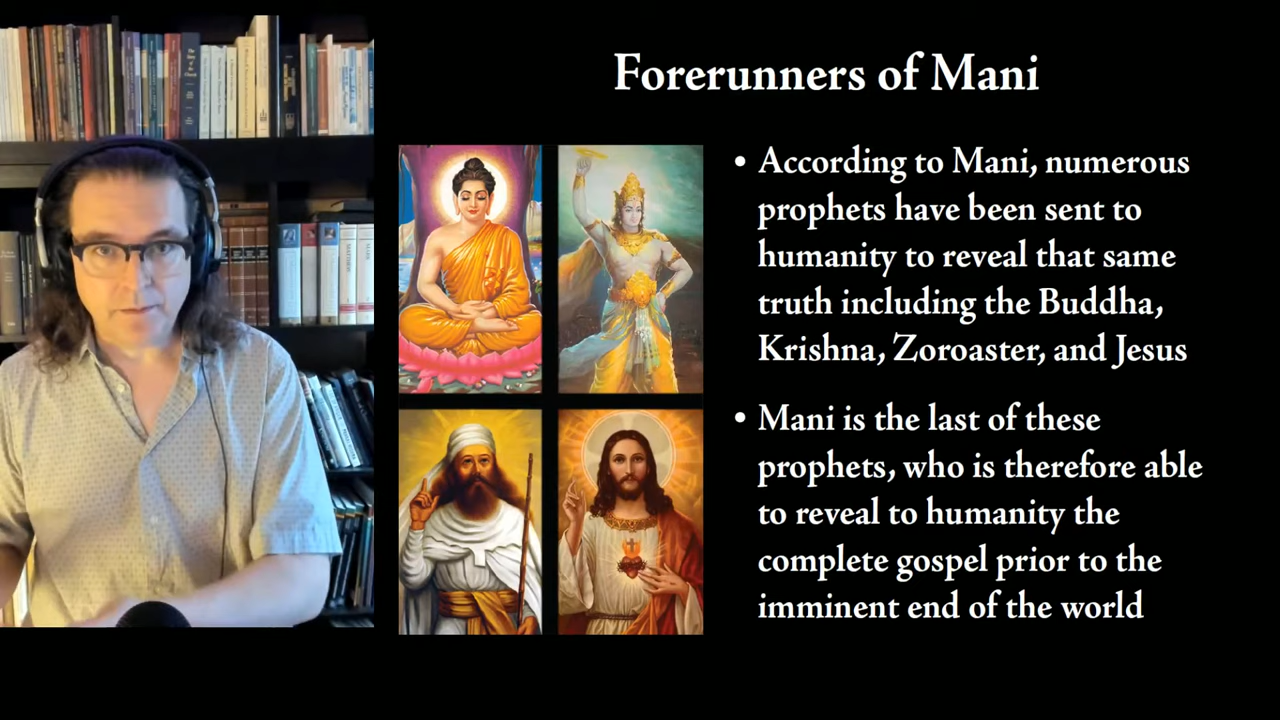 Forerunners of Mani
• According to Mani, numerous
prophets have been sent to
humanity to reveal that same
truth including the Buddha,
Krishna, Zoroaster, and Jesus
• Mani is the last of these
prophets, who is therefore able
to reveal to humanity the
complete gospel prior to the
imminent end of the world